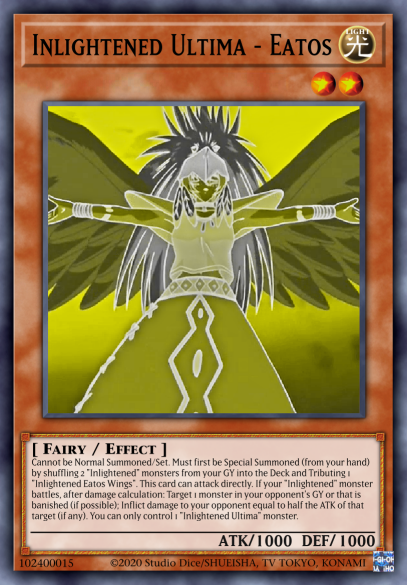 Inlightened Ultima - Eatos
LIGHT
光
[ Fairy / Effect ]
Cannot be Normal Summoned/Set. Must first be Special Summoned (from your hand)
by shuffling 2 "Inlightened" monsters from your GY into the Deck and Tributing 1
"Inlightened Eatos Wings". This card can attack directly. If your "Inlightened" monster
battles, after damage calculation: Target 1 monster in your opponent's GY or that is
banished (if possible); Inflict damage to your opponent equal to half the ATK of that
target (if any). You can only control 1 "Inlightened Ultima" monster.
ATK/1000 DEF/1000
102400015 ©2020 Studio Dice/SHUEISHA, TV TOKYO, KONAMI